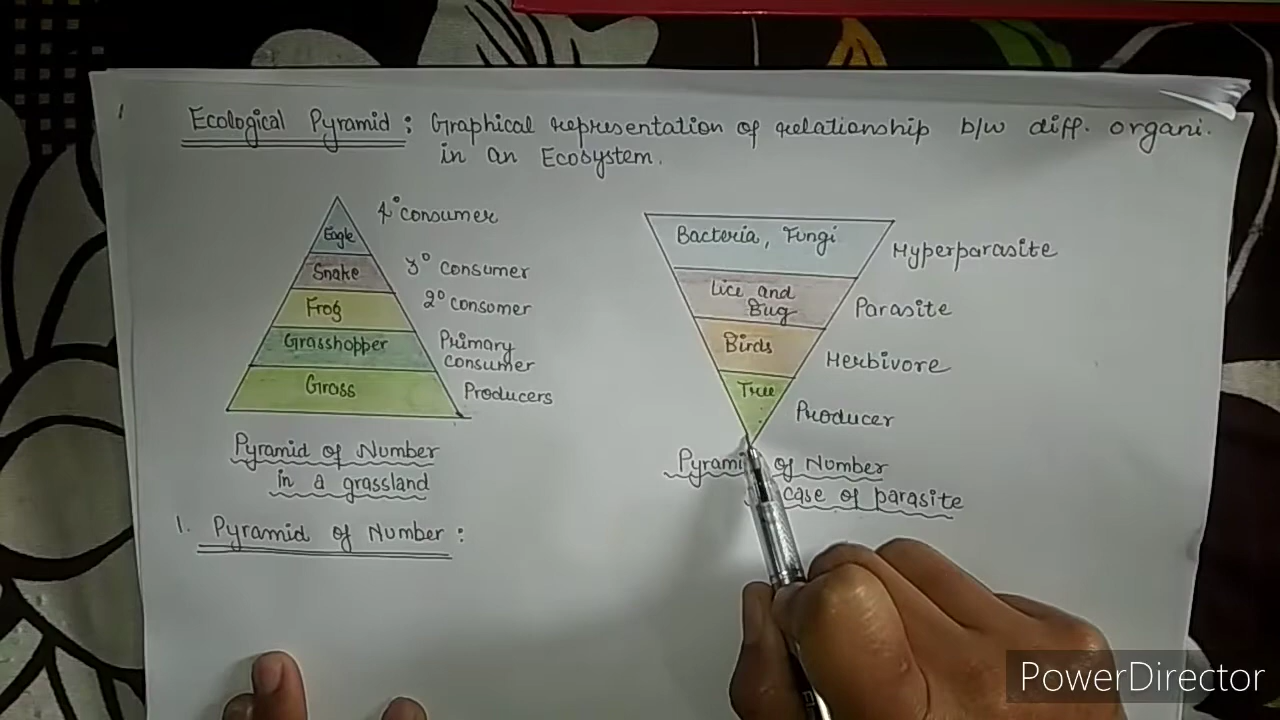 1
Ecological Pyramid : Graphical representation of relationship b/w diff. organi.
in an Ecosystem.
Eagle
4° consumer
Snake
3° consumer
Frog
2° consomer
Grasshopper
Primary
consumer
Grass
Producers
Pyramid of Number
in a grassland
Bacteria, Fungi
Hyperparasite
Lice and
Bug
Parasite
Birds
Herbivore
Tree
Producer
Pyrami of Number
case of parasite
1. Pyramid of Number :
PowerDirector